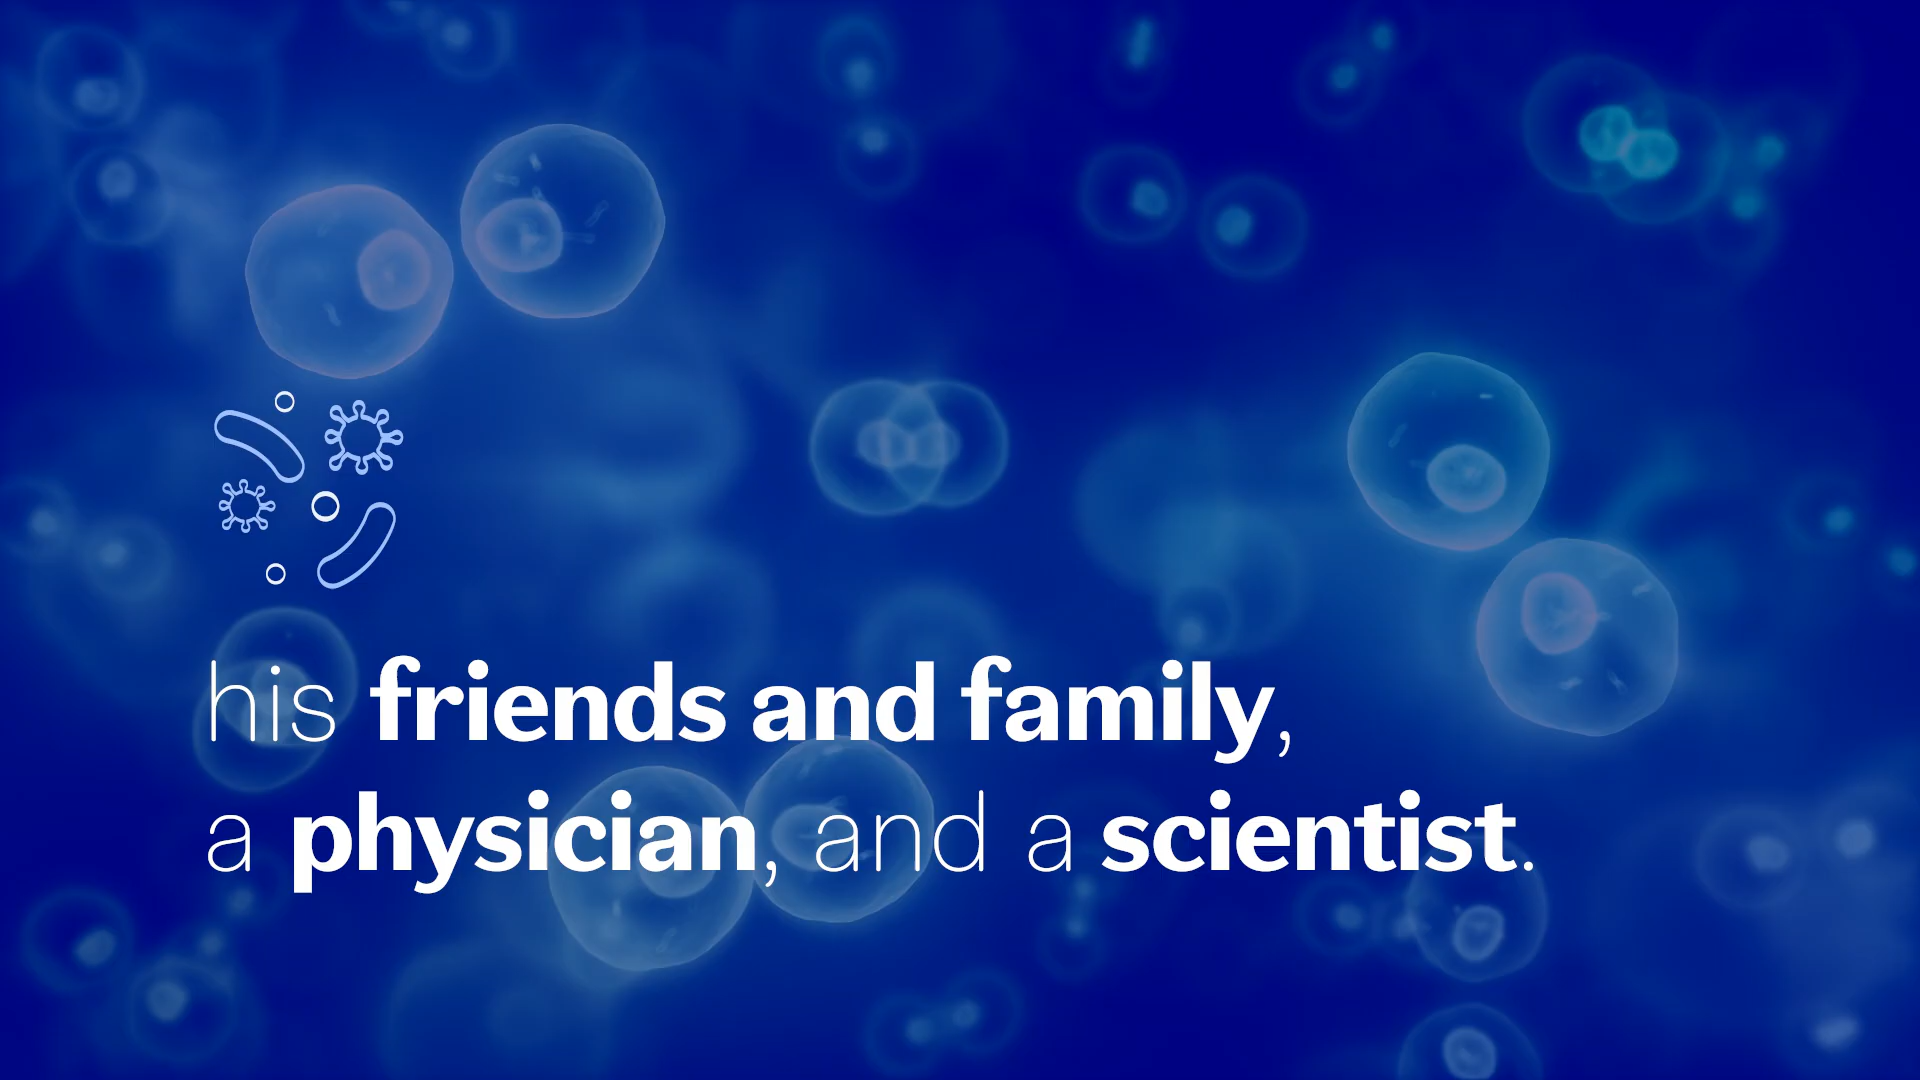 his friends and family,
a physician, and a scientist.